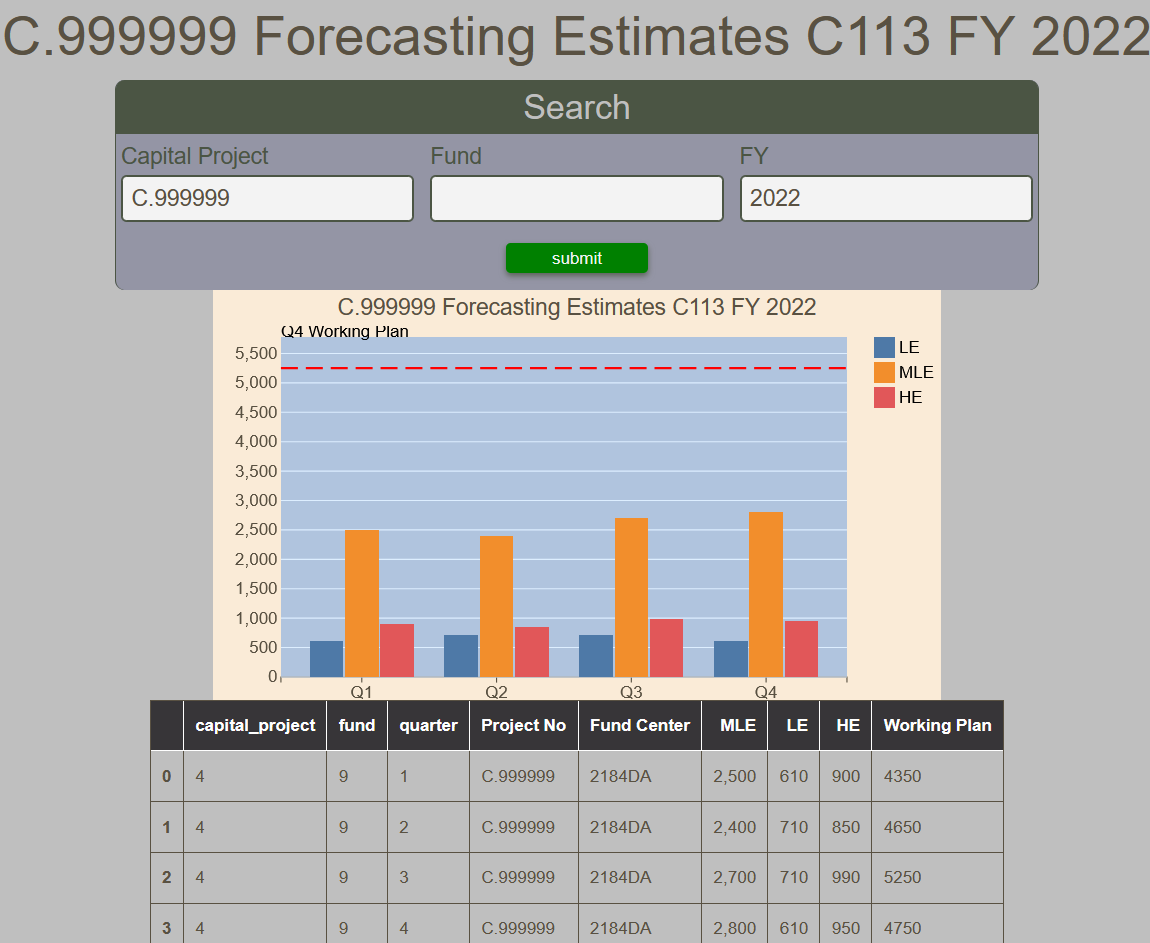 C.999999 Forecasting Estimates C113 FY 2022
Search
Capital Project Fund FY
C.999999 2022
submit
C.999999 Forecasting Estimates C113 FY 2022
Q4 Working Plan
LE
MLE
HE
5,500
5,000
4,500
4,000
3,500
3,000
2,500
2,000
1,500
1,000
500
0
Q1 Q2 Q3 Q4
capital_project fund quarter Project No Fund Center MLE LE HE Working Plan
0 4 9 1 C.999999 2184DA 2,500 610 900 4350
1 4 9 2 C.999999 2184DA 2,400 710 850 4650
2 4 9 3 C.999999 2184DA 2,700 710 990 5250
3 4 9 4 C.999999 2184DA 2,800 610 950 4750